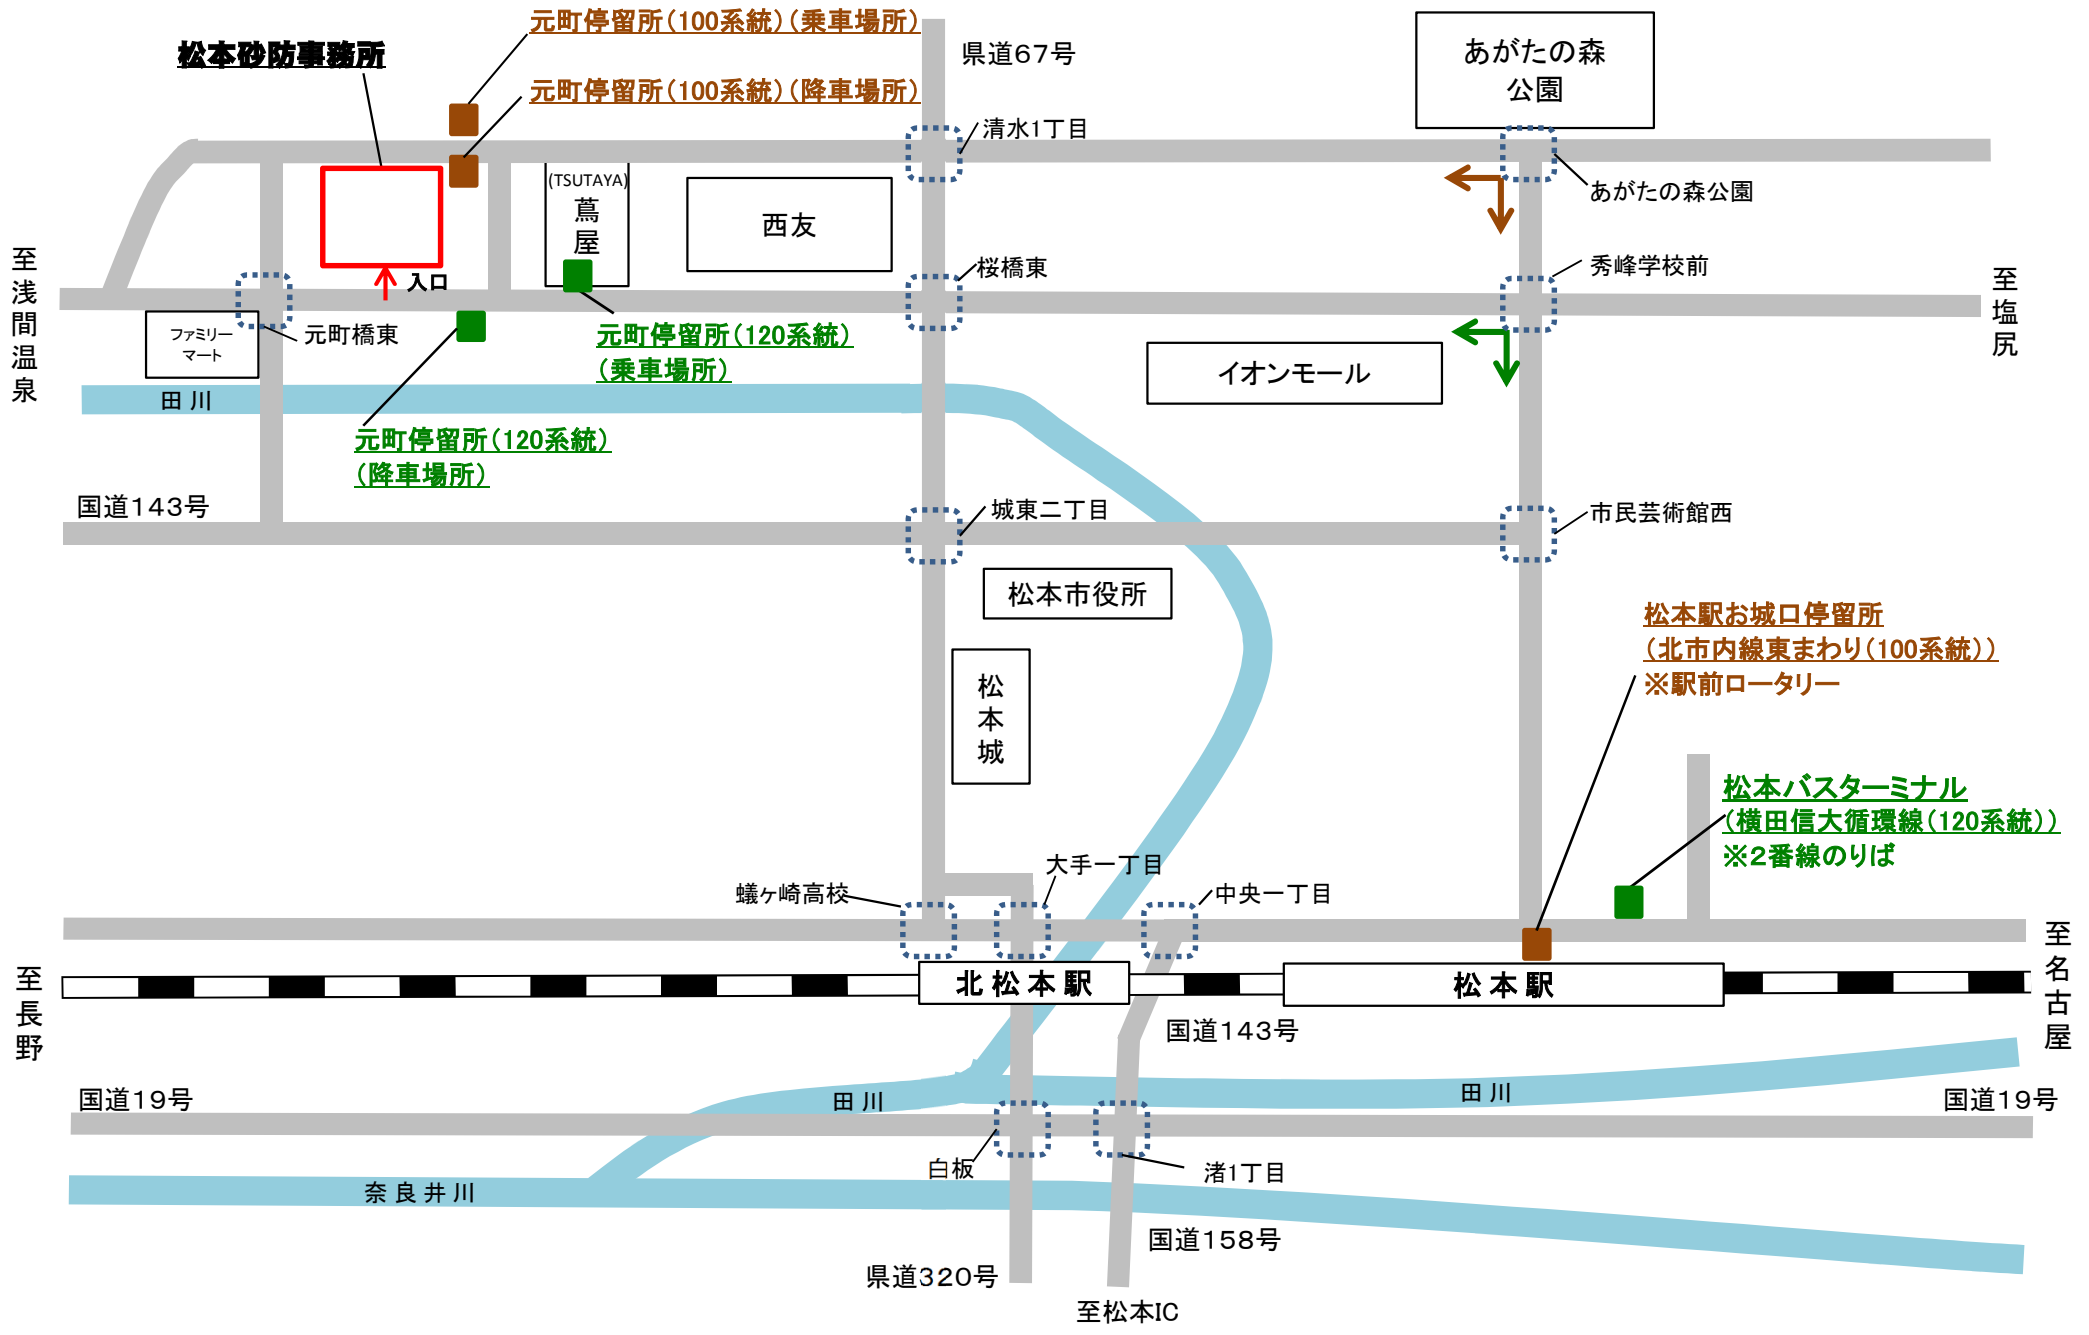 元町停留所(100系統)(乗車場所)
松本砂防事務所
県道67号
あがたの森
公園
元町停留所(100系統)(降車場所)
清水1丁目
(TSUTAYA)
蔦屋
西友
あがたの森公園
至浅間温泉
入口
桜橋東
秀峰学校前
至塩尻
ファミリー
マート
元町橋東
元町停留所(120系統)
(乗車場所)
イオンモール
田川
元町停留所(120系統)
(降車場所)
国道143号
城東二丁目
市民芸術館西
松本市役所
松本駅お城口停留所
(北市内線東まわり(100系統))
※駅前ロータリー
松本城
松本バスターミナル
(横田信大循環線(120系統))
※2番線のりば
大手一丁目
蟻ヶ崎高校
中央一丁目
至長野
北松本駅
松本駅
至名古屋
国道143号
国道19号
田川
田川
国道19号
白板
渚1丁目
奈良井川
国道158号
県道320号
至松本IC